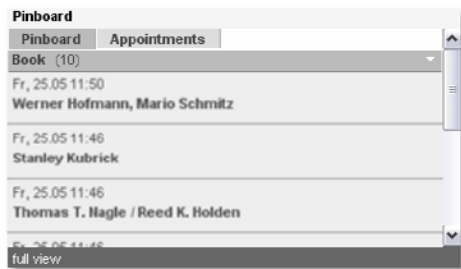 Pinboard
Pinboard Appointments
Book (10)
Fr, 25.05 11:50
Werner Hofmann, Mario Schmitz
Fr, 25.05 11:46
Stanley Kubrick
Fr, 25.05 11:46
Thomas T. Nagle / Reed K. Holden
full view